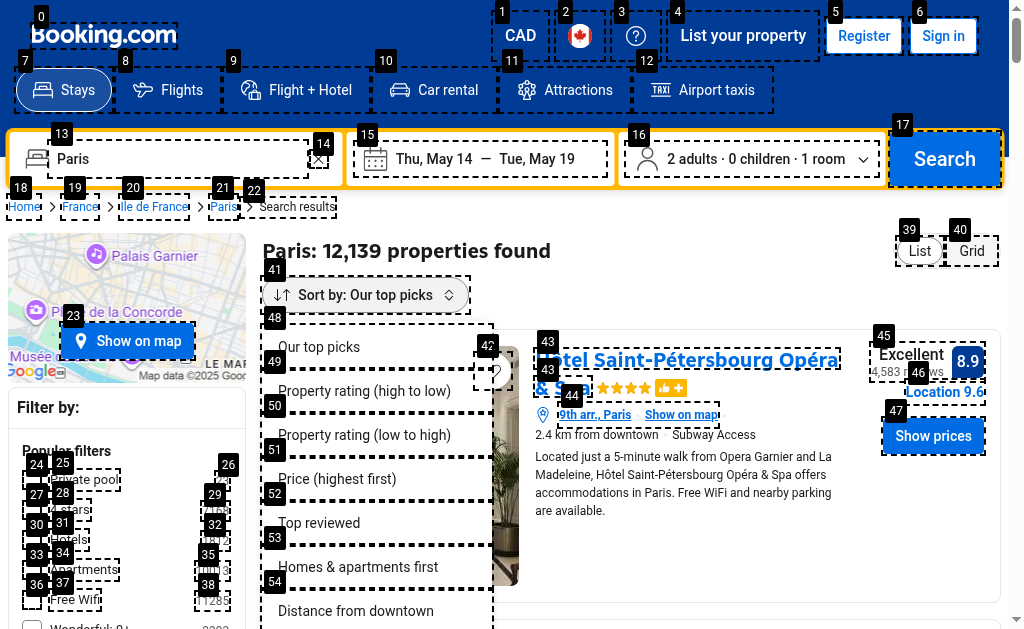 0
Booking.com
1
CAD
2
3
4
List your property
5
Register
6
Sign in
7
Stays
8
Flights
9
Flight + Hotel
10
Car rental
11
Attractions
12
Airport taxis
13
Paris
14
15
Thu, May 14 — Tue, May 19
16
2 adults · 0 children · 1 room
17
Search
18
Home
19
France
20
Ile de France
21
Paris
22
Search results
Palais Garnier
Place de la Concorde
23
Show on map
Musée
LE MAR
Google
Map data ©2025 Goog
Paris: 12,139 properties found
39
List
40
Grid
41
Sort by: Our top picks
48
Our top picks
49
Property rating (high to low)
50
Property rating (low to high)
51
Price (highest first)
52
Top reviewed
53
Homes & apartments first
54
Distance from downtown
42
43
Hôtel Saint-Pétersbourg Opéra
43
& Spa
44
9th arr., Paris
Show on map
2.4 km from downtown · Subway Access
Located just a 5-minute walk from Opera Garnier and La
Madeleine, Hôtel Saint-Pétersbourg Opéra & Spa offers
accommodations in Paris. Free WiFi and nearby parking
are available.
45
Excellent
4,583 reviews
8.9
46
Location 9.6
47
Show prices
Filter by:
Popular filters
24
25
Private pool
26
27
28
4 stars
29
30
31
Hotels
32
33
34
Apartments
35
36
37
Free Wifi
38
11285
Wonderful: 9+